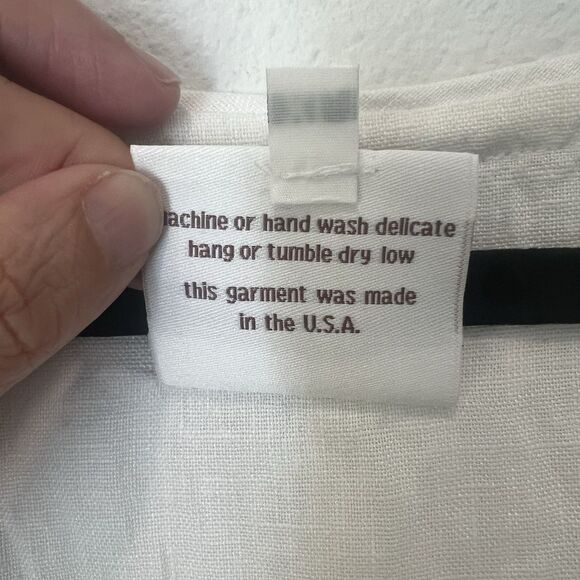 achine or hand wash delicate
hang or tumble dry low
this garment was made
in the U.S.A.